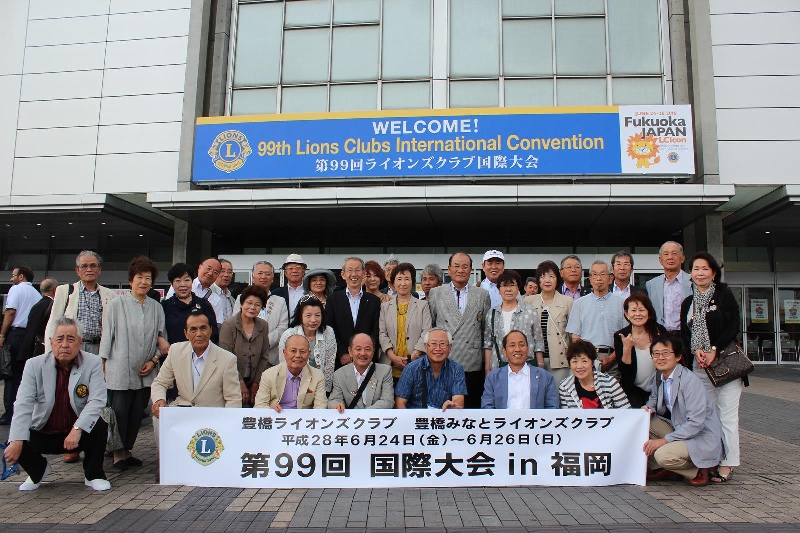 WELCOME!
99th Lions Clubs International Convention
第99回ライオンズクラブ国際大会
LIONS
L
FUKUOKA
JAPAN
LCIcon
豊橋ライオンズクラブ 豊橋みなとライオンズクラブ
平成28年6月24日(金)~6月26日(日)
第99回 国際大会 in 福岡
LIONS
L